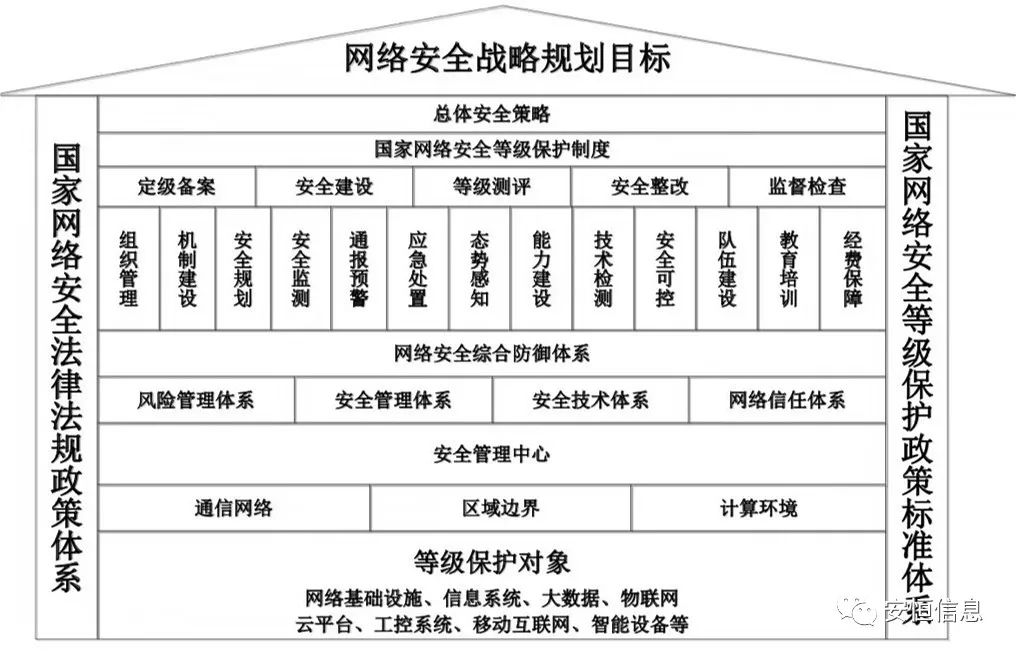 网络安全战略规划目标
国家网络安全法律法规政策体系
总体安全策略
国家网络安全等级保护制度
定级备案
安全建设
等级测评
安全整改
监督检查
组织管理
机制建设
安全规划
安全监测
通报预警
应急处置
态势感知
能力建设
技术检测
安全可控
队伍建设
教育培训
经费保障
网络安全综合防御体系
风险管理体系
安全管理体系
安全技术体系
网络信任体系
安全管理中心
通信网络
区域边界
计算环境
等级保护对象
网络基础设施、信息系统、大数据、物联网
云平台、工控系统、移动互联网、智能设备等
国家网络安全等级保护政策标准体系
安恒信息